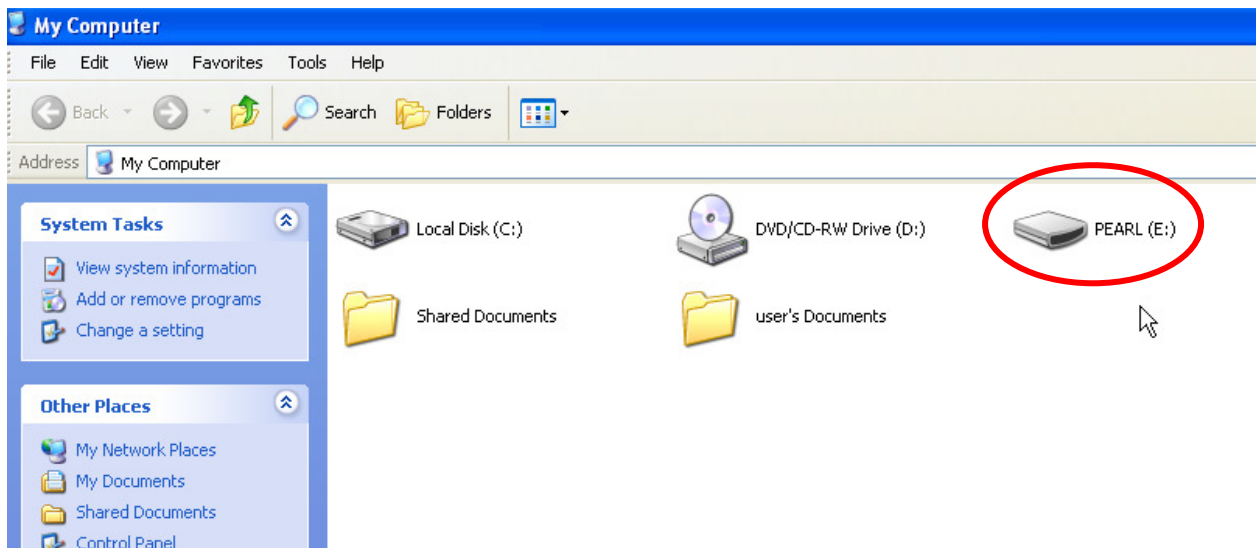 My Computer
File Edit View Favorites Tools Help
Back Search Folders
Address My Computer
System Tasks
View system information
Add or remove programs
Change a setting
Other Places
My Network Places
My Documents
Shared Documents
Control Panel
Local Disk (C:) DVD/CD-RW Drive (D:) PEARL (E:)
Shared Documents user's Documents